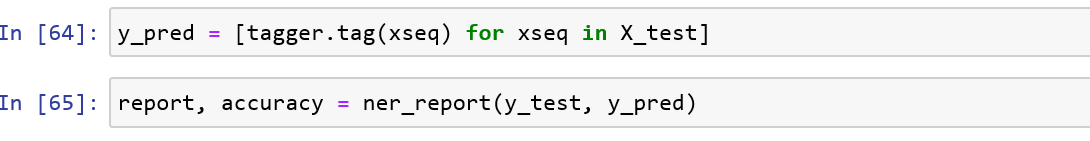 In [64]: y_pred = [tagger.tag(xseq) for xseq in X_test]
In [65]: report, accuracy = ner_report(y_test, y_pred)